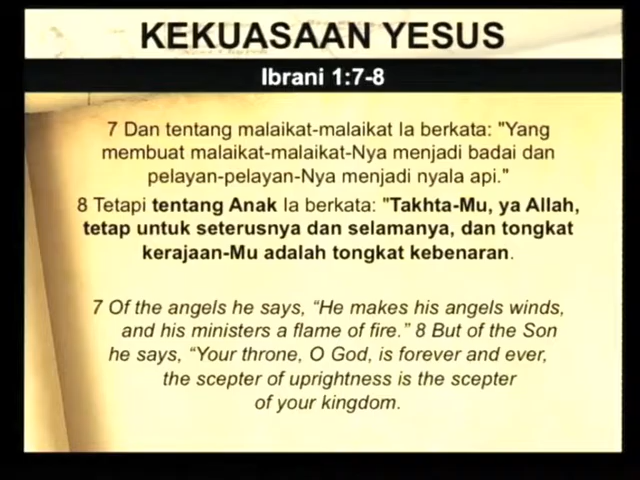 KEKUASAAN YESUS
Ibrani 1:7-8
7 Dan tentang malaikat-malaikat Ia berkata: "Yang
membuat malaikat-malaikat-Nya menjadi badai dan
pelayan-pelayan-Nya menjadi nyala api."
8 Tetapi tentang Anak Ia berkata: "Takhta-Mu, ya Allah,
tetap untuk seterusnya dan selamanya, dan tongkat
kerajaan-Mu adalah tongkat kebenaran.
7 Of the angels he says, “He makes his angels winds,
and his ministers a flame of fire.” 8 But of the Son
he says, “Your throne, O God, is forever and ever,
the scepter of uprightness is the scepter
of your kingdom.